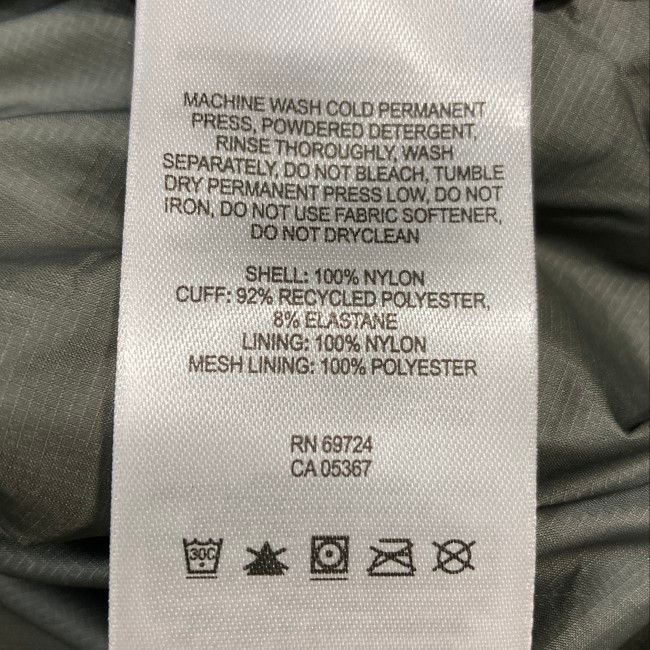 MACHINE WASH COLD PERMANENT
PRESS, POWDERED DETERGENT,
RINSE THOROUGHLY, WASH
SEPARATELY, DO NOT BLEACH, TUMBLE
DRY PERMANENT PRESS LOW, DO NOT
IRON, DO NOT USE FABRIC SOFTENER,
DO NOT DRYCLEAN
SHELL: 100% NYLON
CUFF: 92% RECYCLED POLYESTER,
8% ELASTANE
LINING: 100% NYLON
MESH LINING: 100% POLYESTER
RN 69724
CA 05367
30C